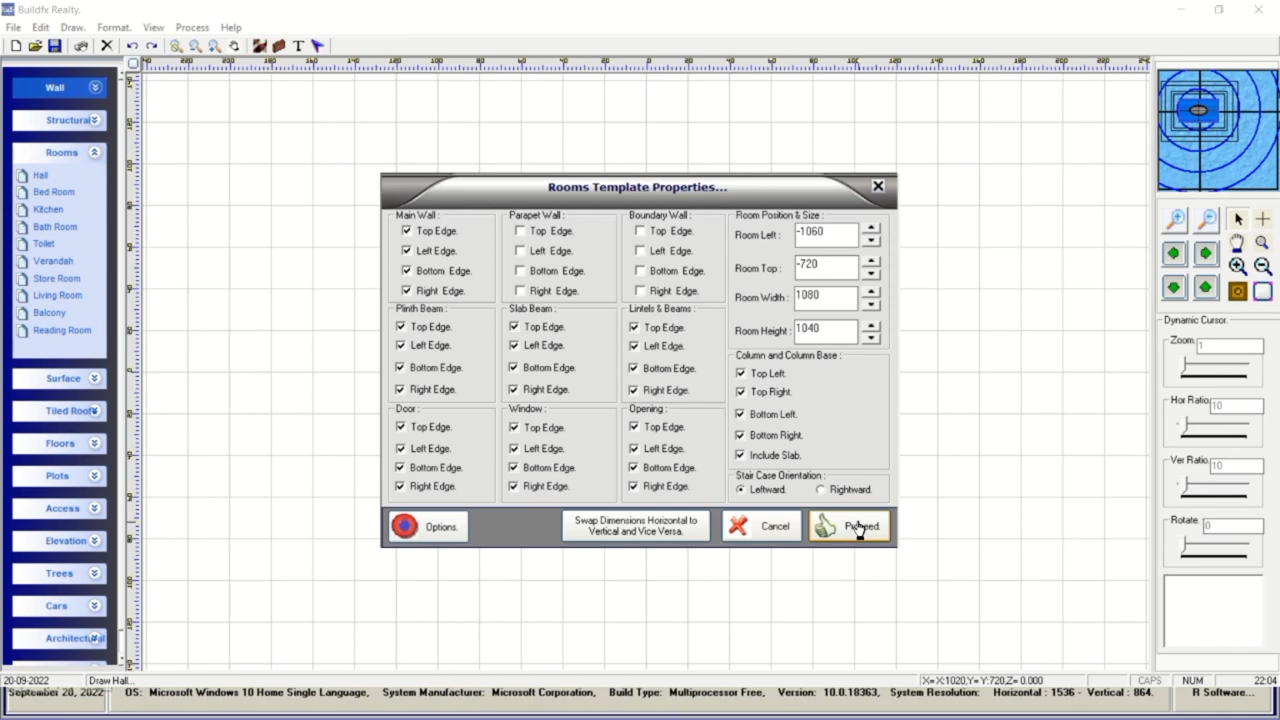 Buildfx Realty.
File Edit Draw. Format. View Process Help
Wall
Structural
Rooms
Hall
Bed Room
Kitchen
Bath Room
Toilet
Verandah
Store Room
Living Room
Balcony
Reading Room
Surface
Tiled Roofs
Floors
Plots
Access
Elevation
Trees
Cars
Architectural
Rooms Template Properties...
Main Wall :
Top Edge.
Left Edge.
Bottom Edge.
Right Edge.
Parapet Wall :
Top Edge.
Left Edge.
Bottom Edge.
Right Edge.
Boundary Wall :
Top Edge.
Left Edge.
Bottom Edge.
Right Edge.
Room Position & Size :
Room Left : -1060
Room Top : -720
Room Width : 1080
Room Height : 1040
Plinth Beam :
Top Edge.
Left Edge.
Bottom Edge.
Right Edge.
Slab Beam :
Top Edge.
Left Edge.
Bottom Edge.
Right Edge.
Lintels & Beams :
Top Edge.
Left Edge.
Bottom Edge.
Right Edge.
Column and Column Base :
Top Left.
Top Right.
Bottom Left.
Bottom Right.
Include Slab.
Door :
Top Edge.
Left Edge.
Bottom Edge.
Right Edge.
Window :
Top Edge.
Left Edge.
Bottom Edge.
Right Edge.
Opening :
Top Edge.
Left Edge.
Bottom Edge.
Right Edge.
Stair Case Orientation :
Leftward. Rightward.
Options.
Swap Dimensions Horizontal to
Vertical and Vice Versa.
Cancel
Proceed.
Dynamic Cursor.
Zoom. 1
Hor Ratio. 10
Ver Ratio. 10
Rotate. 0
20-09-2022 Draw Hall... X= X:1020,Y= Y:720,Z= 0.000 CAPS NUM 22:04
September 20, 2022 OS: Microsoft Windows 10 Home Single Language, System Manufacturer: Microsoft Corporation, Build Type: Multiprocessor Free, Version: 10.0.18363, System Resolution: Horizontal : 1536 - Vertical : 864. R Software...